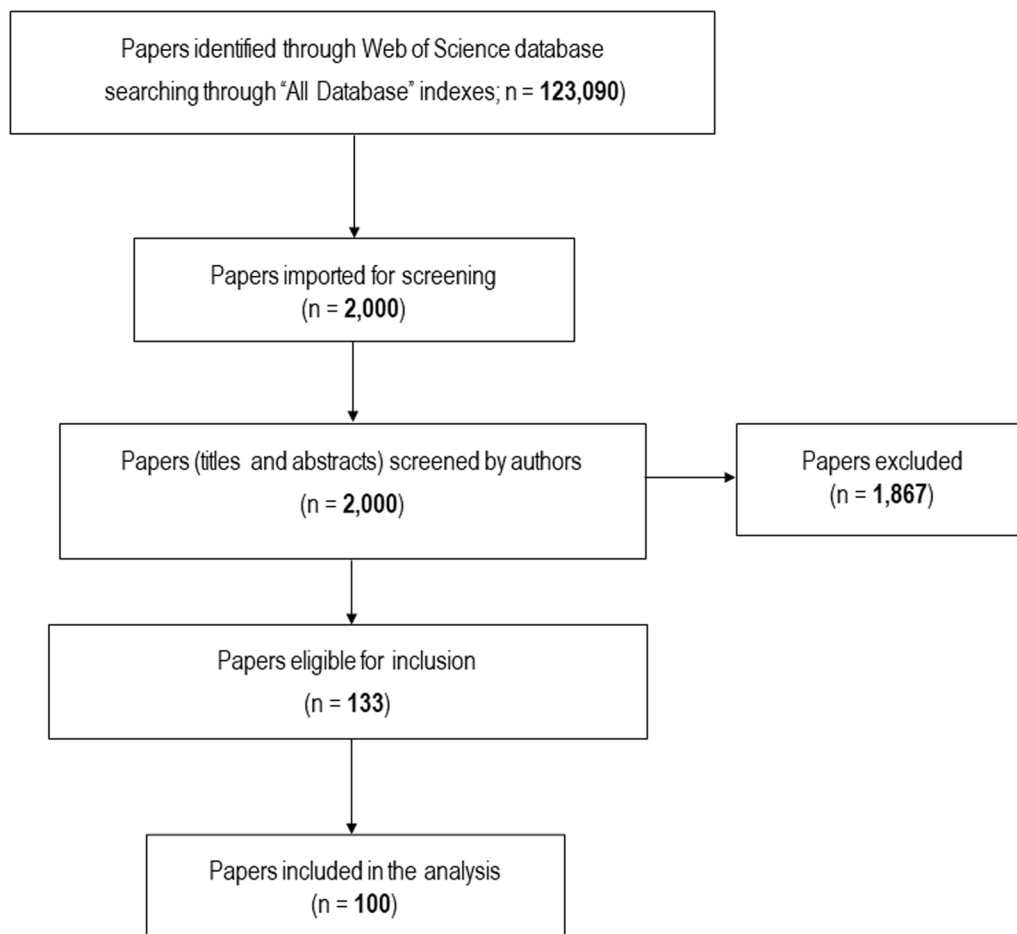 Papers identified through Web of Science database
searching through “All Database” indexes; n = 123,090)
Papers imported for screening
(n = 2,000)
Papers (titles and abstracts) screened by authors
(n = 2,000)
Papers excluded
(n = 1,867)
Papers eligible for inclusion
(n = 133)
Papers included in the analysis
(n = 100)